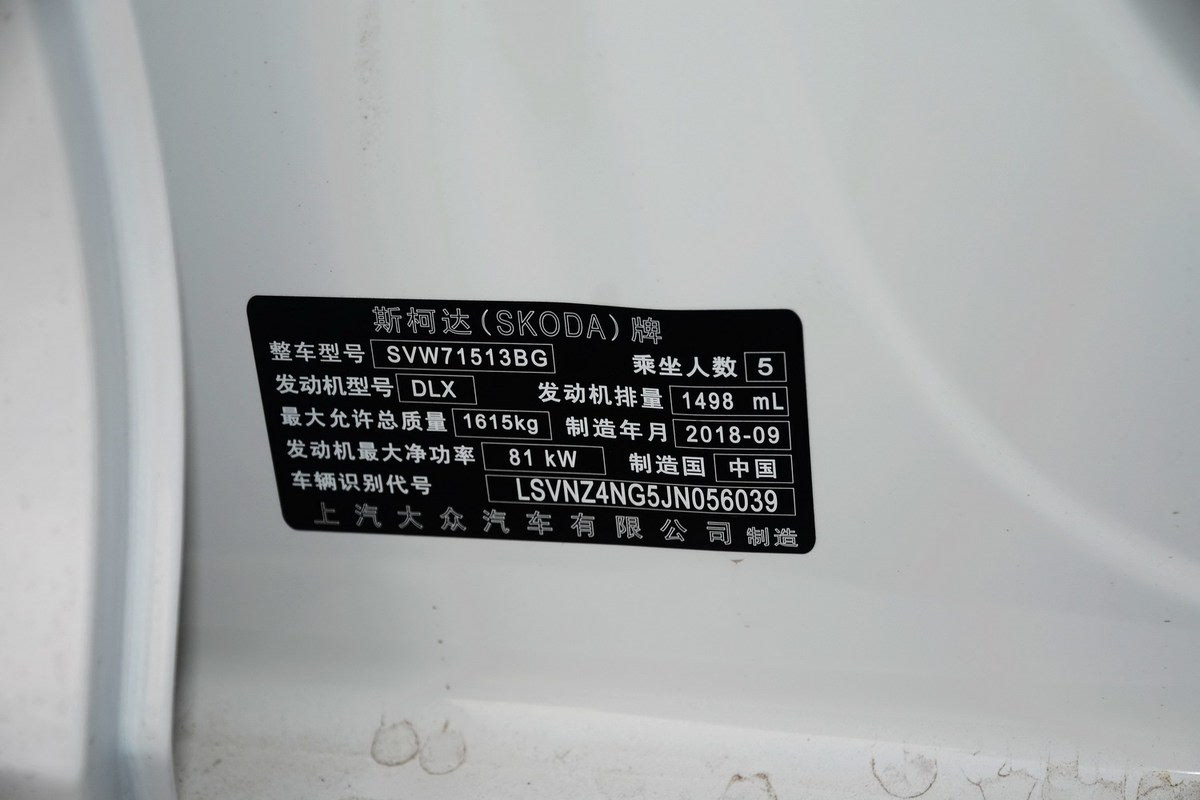 斯柯达(SKODA)牌
整车型号 SVW71513BG 乘坐人数 5
发动机型号 DLX 发动机排量 1498 mL
最大允许总质量 1615kg 制造年月 2018-09
发动机最大净功率 81 kW 制造国 中国
车辆识别代号 LSVNZ4NG5JN056039
上汽大众汽车有限公司 制造